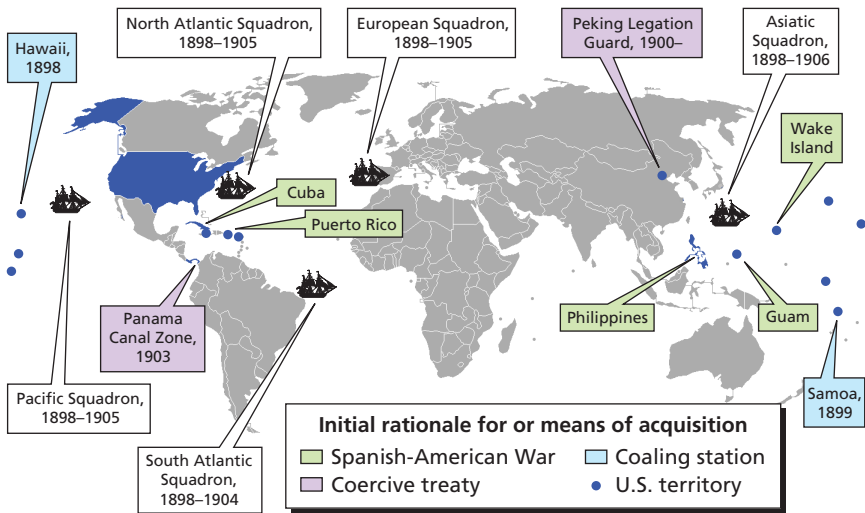 Hawaii,
1898
North Atlantic Squadron,
1898–1905
European Squadron,
1898–1905
Peking Legation
Guard, 1900–
Asiatic
Squadron,
1898–1906
Wake
Island
Cuba
Puerto Rico
Philippines
Guam
Panama
Canal Zone,
1903
Pacific Squadron,
1898–1905
South Atlantic
Squadron,
1898–1904
Samoa,
1899
Initial rationale for or means of acquisition
Spanish-American War
Coaling station
Coercive treaty
U.S. territory